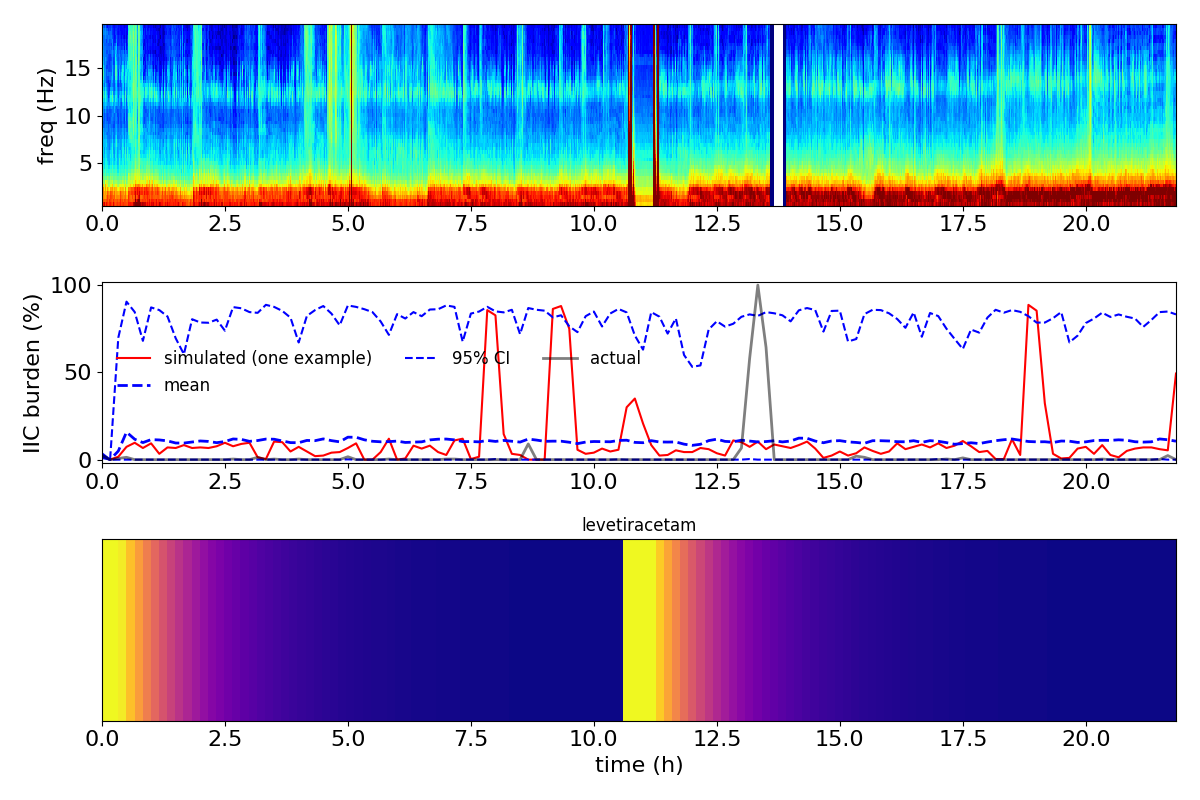 freq (Hz)
15
10
5
0.0 2.5 5.0 7.5 10.0 12.5 15.0 17.5 20.0
IIC burden (%)
100
50
0
simulated (one example) 95% CI actual
mean
0.0 2.5 5.0 7.5 10.0 12.5 15.0 17.5 20.0
levetiracetam
0.0 2.5 5.0 7.5 10.0 12.5 15.0 17.5 20.0
time (h)